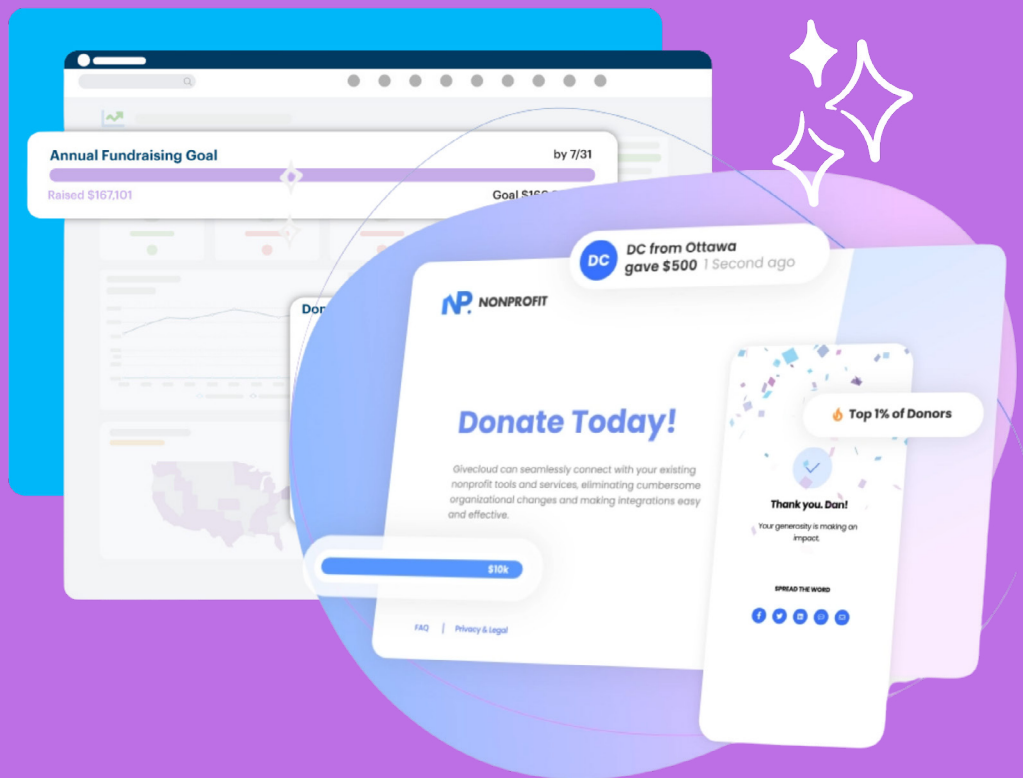 Annual Fundraising Goal
by 7/31
Raised $167,101
DC
DC from Ottawa
gave $500 1 Second ago
NP. NONPROFIT
Donate Today!
Givecloud can seamlessly connect with your existing
nonprofit tools and services, eliminating cumbersome
organizational changes and making integrations easy
and effective.
$10k
FAQ | Privacy & Legal
Top 1% of Donors
Thank you, Dan!
Your generosity is making an
impact.
SPREAD THE WORD
Goal